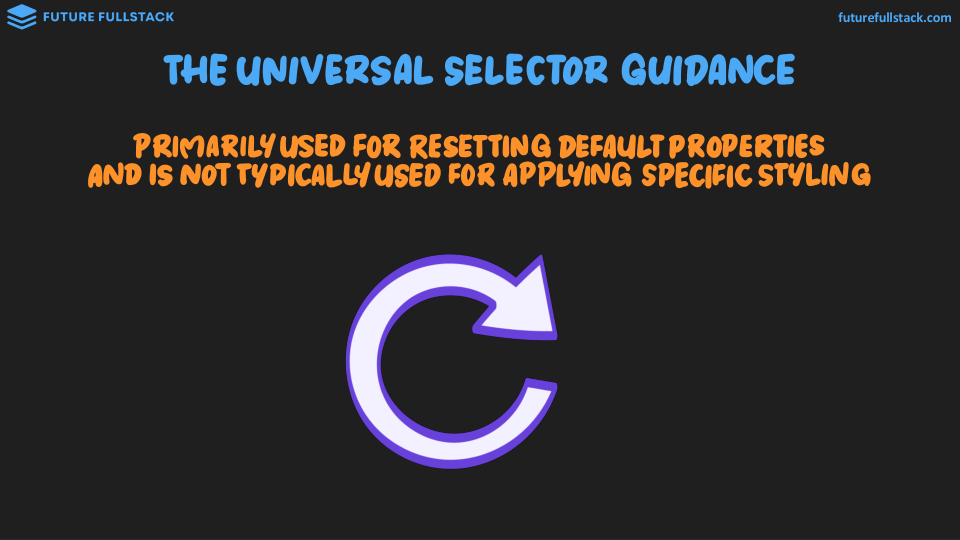 FUTURE FULLSTACK
futurefullstack.com
THE UNIVERSAL SELECTOR GUIDANCE
PRIMARILY USED FOR RESETTING DEFAULT PROPERTIES
AND IS NOT TYPICALLY USED FOR APPLYING SPECIFIC STYLING